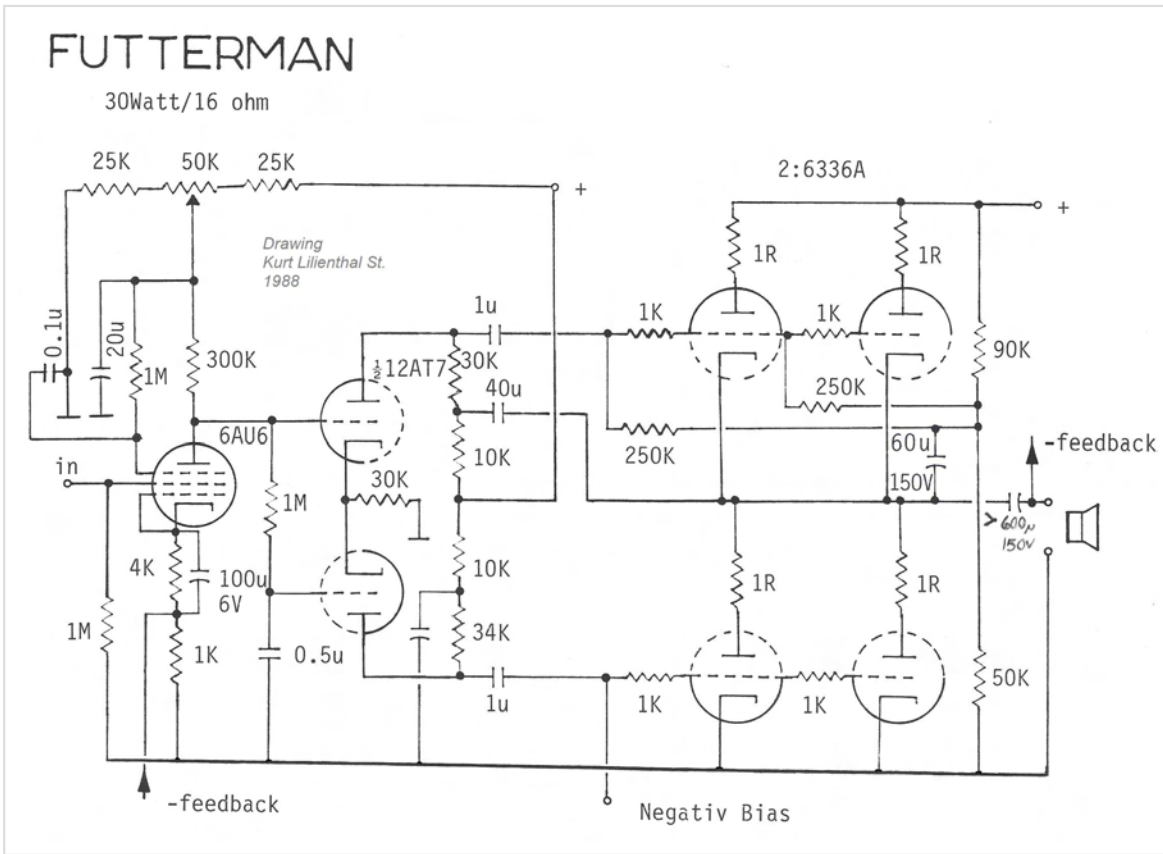 FUTTERMAN
30Watt/16 ohm
25K
50K
25K
+
2:6336A
+
Drawing
Kurt Lilienthal St.
1988
1R
1R
0.1u
20u
1M
300K
1u
1K
1K
90K
½12AT7
30K
40u
250K
6AU6
250K
60u
150V
-feedback
in
10K
1M
30K
>600µ
150V
4K
100u
6V
10K
1R
1R
1M
1K
0.5u
34K
1u
1K
1K
50K
-feedback
Negativ Bias